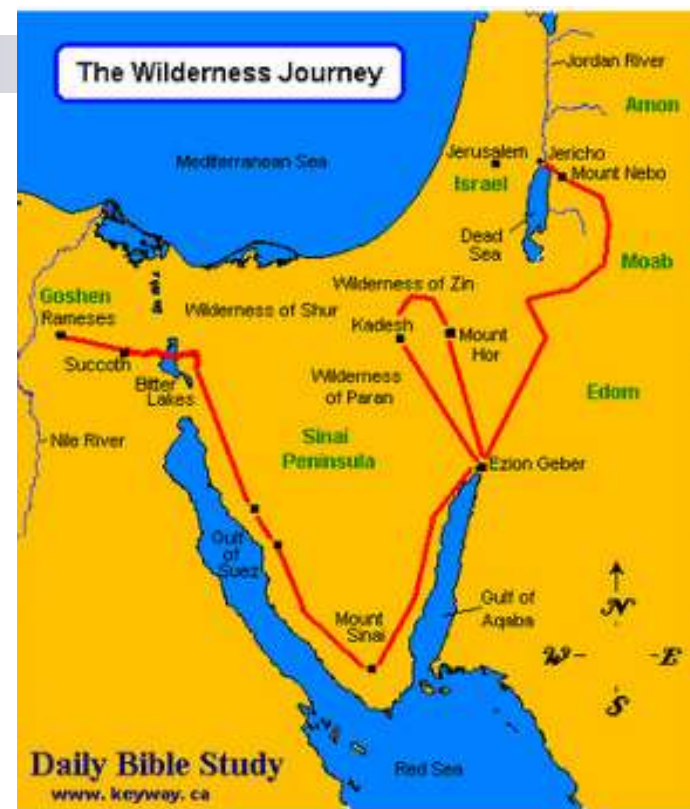 The Wilderness Journey
Jordan River
Amon
Mediterranean Sea
Jerusalem
Jericho
Mount Nebo
Israel
Dead
Sea
Moab
Wilderness of Zin
Goshen
Rameses
Wilderness of Shur
Kadesh
Mount
Hor
Succoth
Bitter
Lakes
Wilderness
of Paran
Edom
Nile River
Sinai
Peninsula
Ezion Geber
Gulf
of
Suez
Mount
Sinai
Gulf of
Aqaba
N
W
E
S
Daily Bible Study
www.keyway.ca
Red Sea